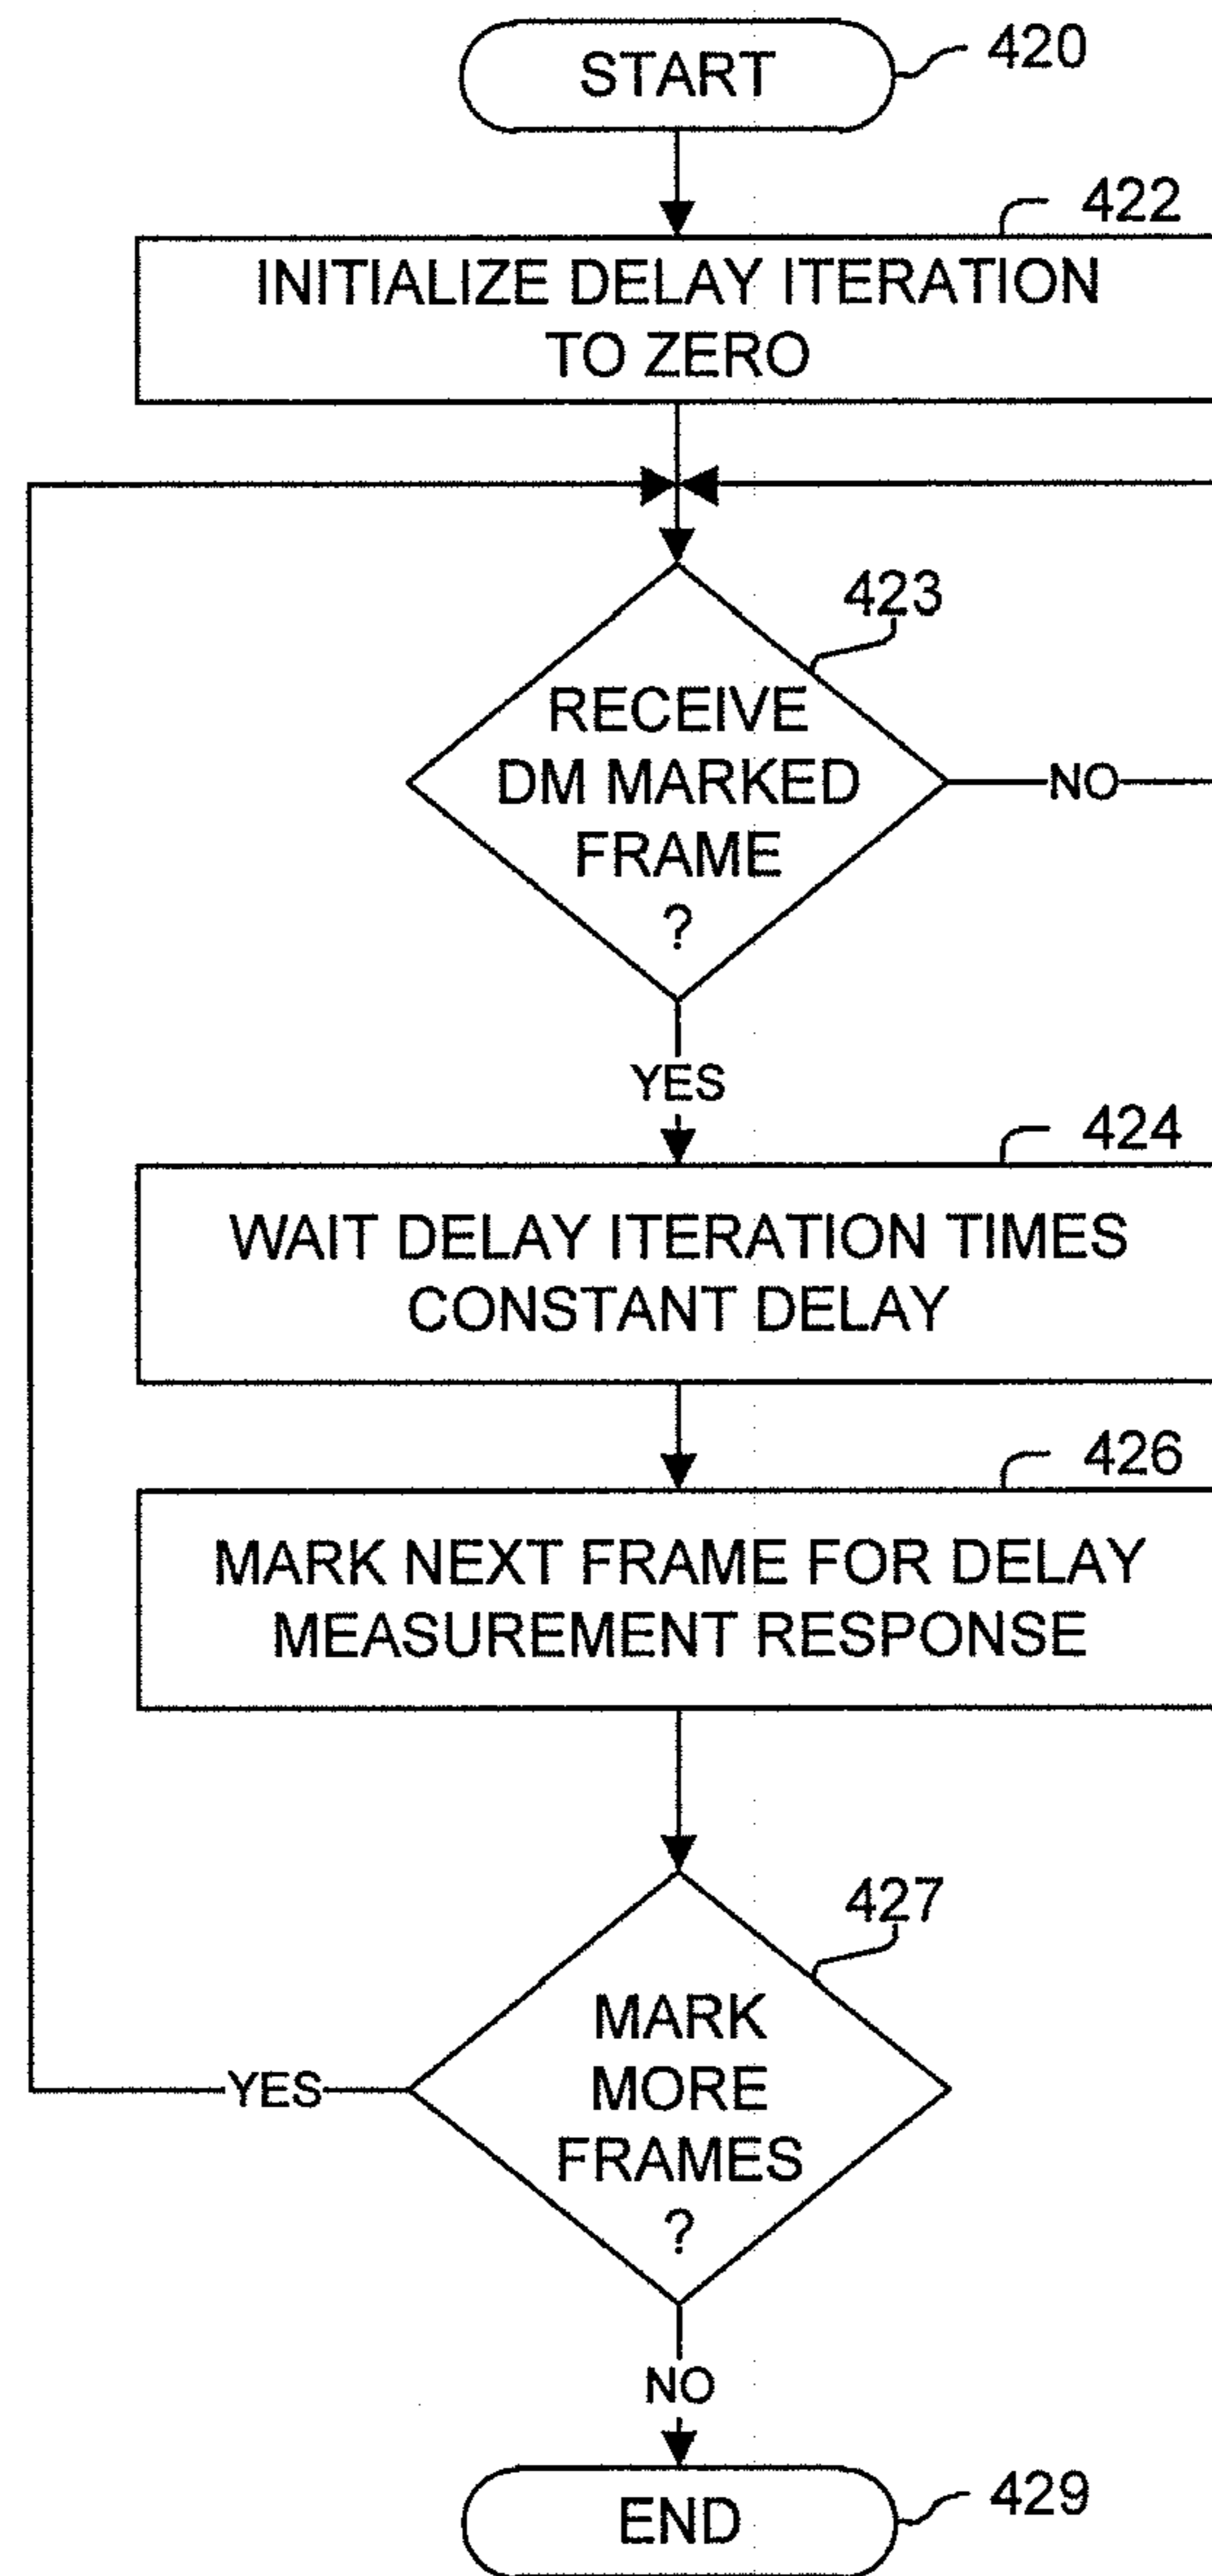 START
420
422
INITIALIZE DELAY ITERATION
TO ZERO
423
RECEIVE
DM MARKED
FRAME
?
NO
YES
424
WAIT DELAY ITERATION TIMES
CONSTANT DELAY
426
MARK NEXT FRAME FOR DELAY
MEASUREMENT RESPONSE
427
MARK
MORE
FRAMES
?
YES
NO
END
429